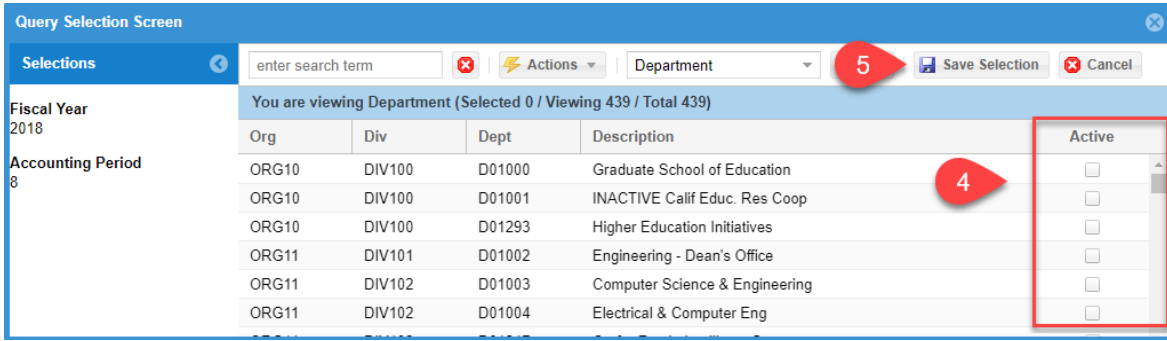 Query Selection Screen
Selections
enter search term
Actions
Department
5
Save Selection
Cancel
Fiscal Year
2018
Accounting Period
8
You are viewing Department (Selected 0 / Viewing 439 / Total 439)
Org Div Dept Description Active
ORG10 DIV100 D01000 Graduate School of Education
ORG10 DIV100 D01001 INACTIVE Calif Educ. Res Coop
4
ORG10 DIV100 D01293 Higher Education Initiatives
ORG11 DIV101 D01002 Engineering - Dean's Office
ORG11 DIV102 D01003 Computer Science & Engineering
ORG11 DIV102 D01004 Electrical & Computer Eng